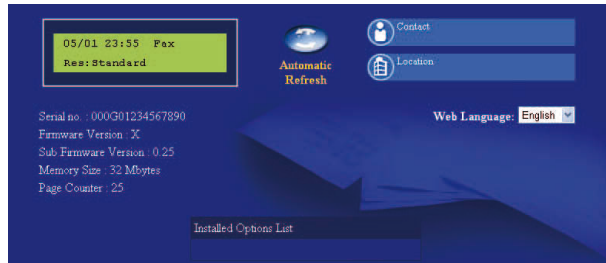 05/01 23:55 Fax
Res:Standard
Automatic
Refresh
Contact
Location
Serial no. : 000G01234567890
Firmware Version : X
Sub Firmware Version : 0.25
Memory Size : 32 Mbytes
Page Counter : 25
Web Language: English
Installed Options List